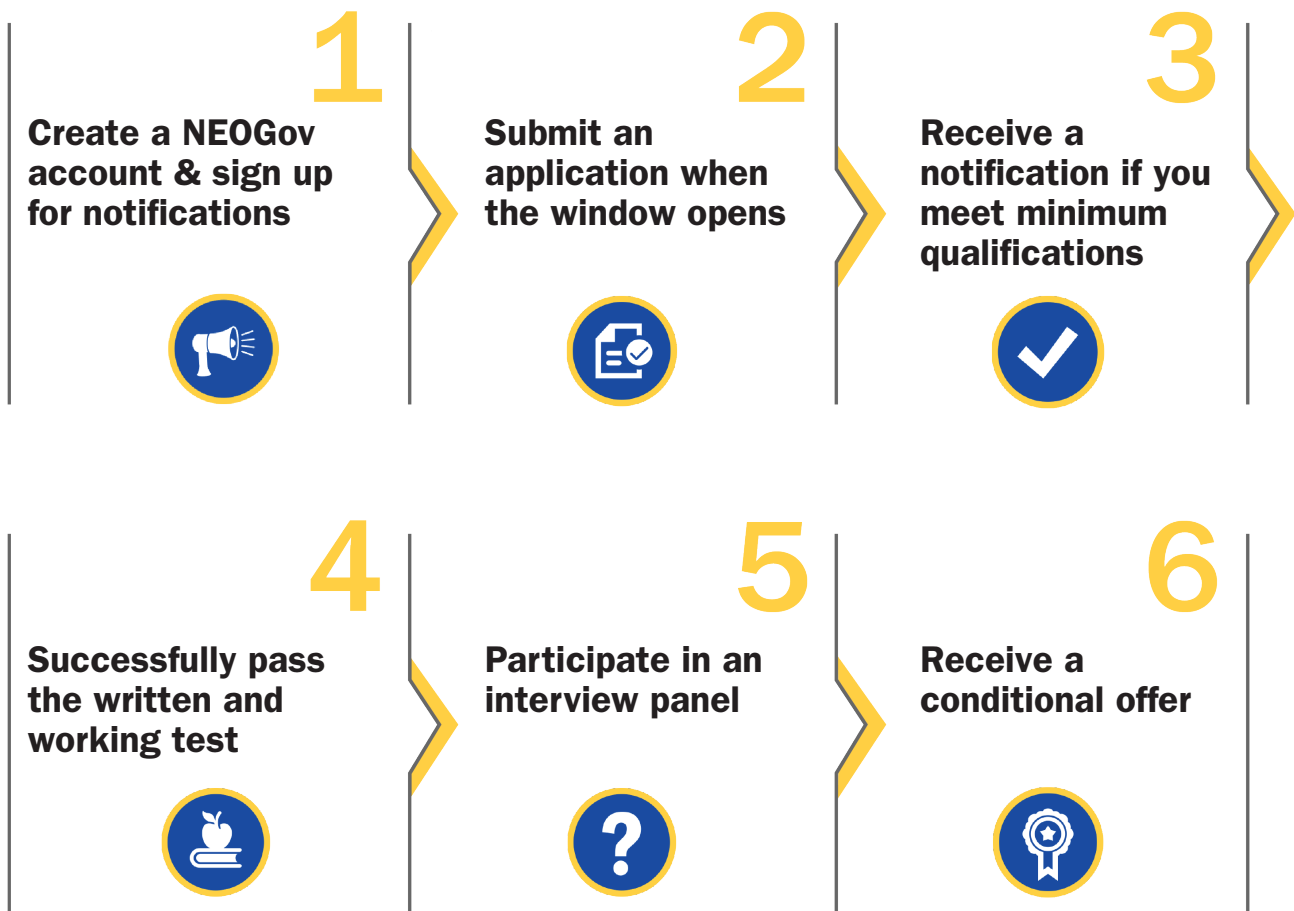 1
Create a NEOGov
account & sign up
for notifications
2
Submit an
application when
the window opens
3
Receive a
notification if you
meet minimum
qualifications
4
Successfully pass
the written and
working test
5
Participate in an
interview panel
?
6
Receive a
conditional offer